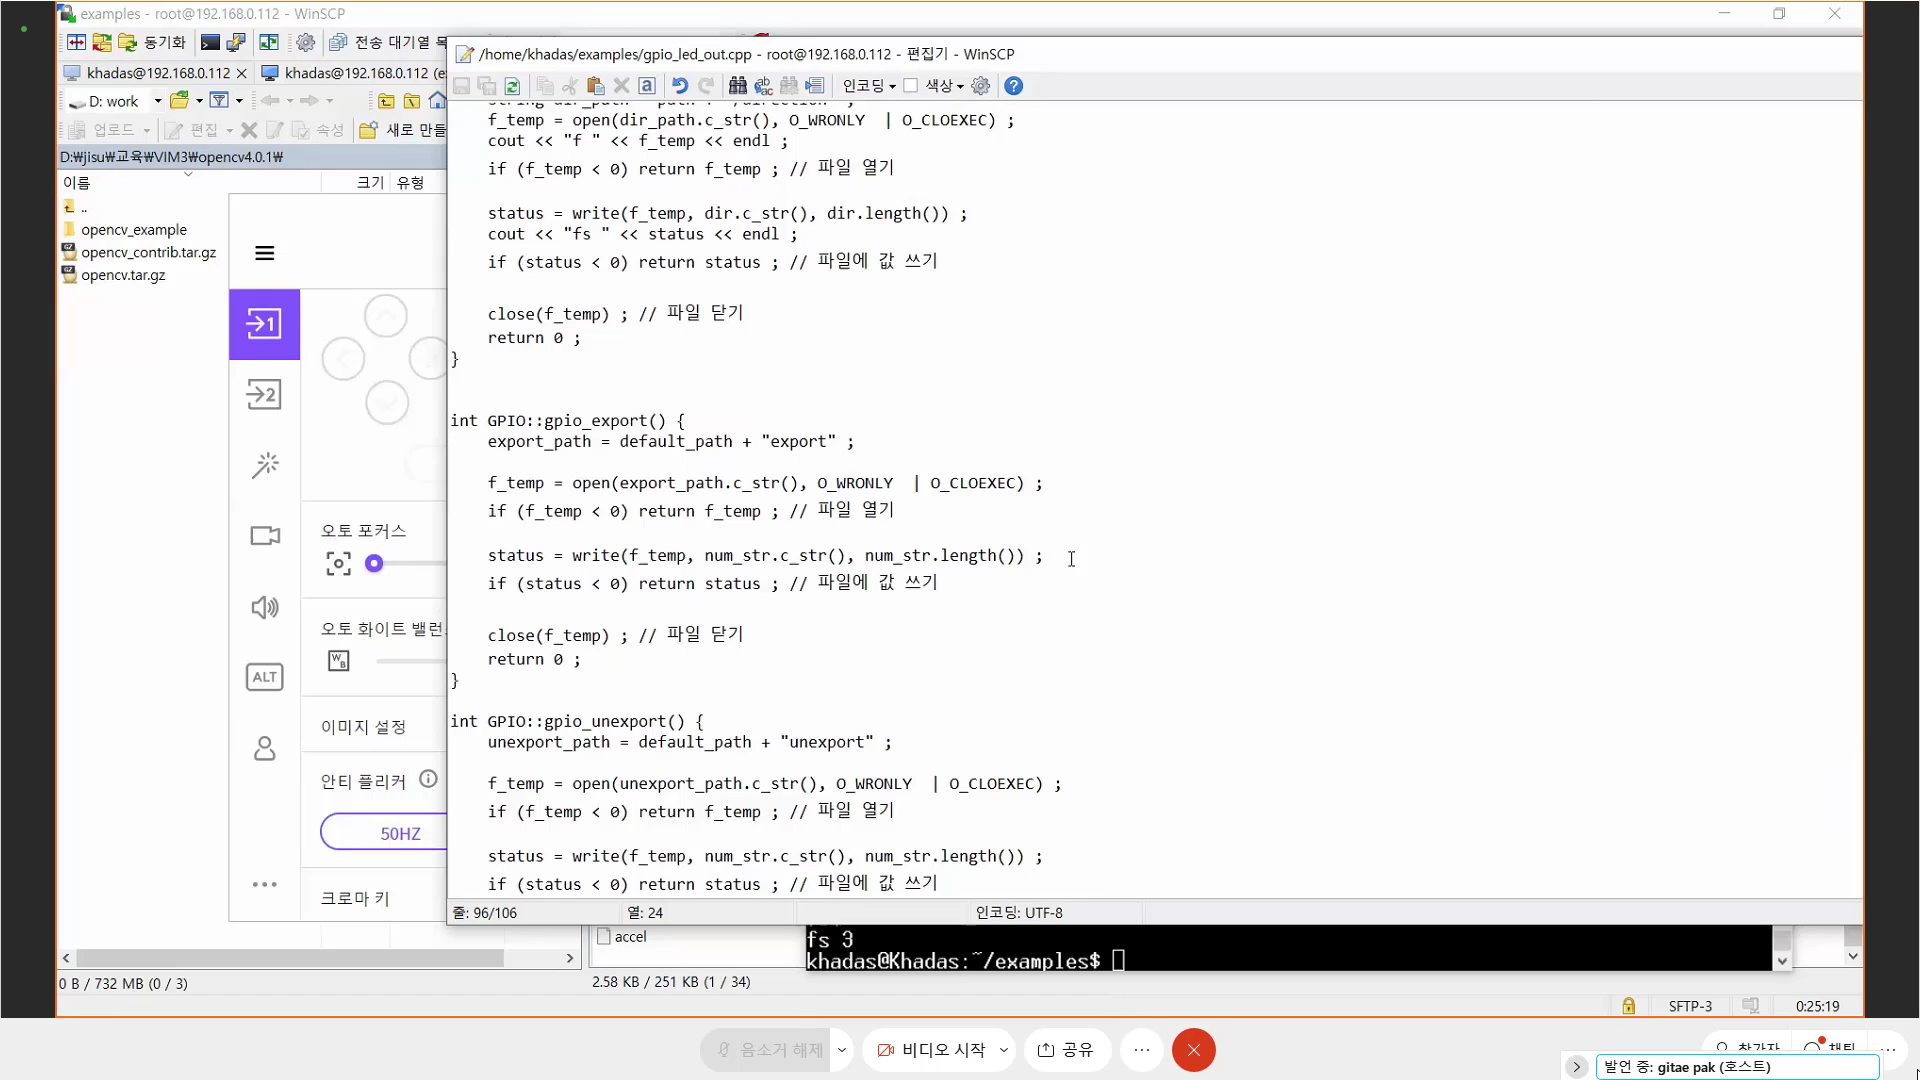 examples - root@192.168.0.112 - WinSCP
동기화
전송 대기열
khadas@192.168.0.112
khadas@192.168.0.112
D: work
업로드
편집
속성
새로 만들
D:₩jisu₩교육₩VIM3₩opencv4.0.1₩
이름
크기
유형
..
opencv_example
opencv_contrib.tar.gz
opencv.tar.gz
1
2
오토 포커스
오토 화이트 밸런
W B
ALT
이미지 설정
안티 플리커
50HZ
크로마 키
0 B / 732 MB (0 / 3)
/home/khadas/examples/gpio_led_out.cpp - root@192.168.0.112 - 편집기 - WinSCP
인코딩
색상
f_temp = open(dir_path.c_str(), O_WRONLY  | O_CLOEXEC) ;
cout << "f " << f_temp << endl ;
if (f_temp < 0) return f_temp ; // 파일 열기
status = write(f_temp, dir.c_str(), dir.length()) ;
cout << "fs " << status << endl ;
if (status < 0) return status ; // 파일에 값 쓰기
close(f_temp) ; // 파일 닫기
return 0 ;
}
int GPIO::gpio_export() {
export_path = default_path + "export" ;
f_temp = open(export_path.c_str(), O_WRONLY  | O_CLOEXEC) ;
if (f_temp < 0) return f_temp ; // 파일 열기
status = write(f_temp, num_str.c_str(), num_str.length()) ;
if (status < 0) return status ; // 파일에 값 쓰기
close(f_temp) ; // 파일 닫기
return 0 ;
}
int GPIO::gpio_unexport() {
unexport_path = default_path + "unexport" ;
f_temp = open(unexport_path.c_str(), O_WRONLY  | O_CLOEXEC) ;
if (f_temp < 0) return f_temp ; // 파일 열기
status = write(f_temp, num_str.c_str(), num_str.length()) ;
if (status < 0) return status ; // 파일에 값 쓰기
줄: 96/106
열: 24
인코딩: UTF-8
accel
fs 3
khadas@Khadas:~/examples$
2.58 KB / 251 KB (1 / 34)
SFTP-3
0:25:19
음소거 해제
비디오 시작
공유
발언 중: gitae pak (호스트)